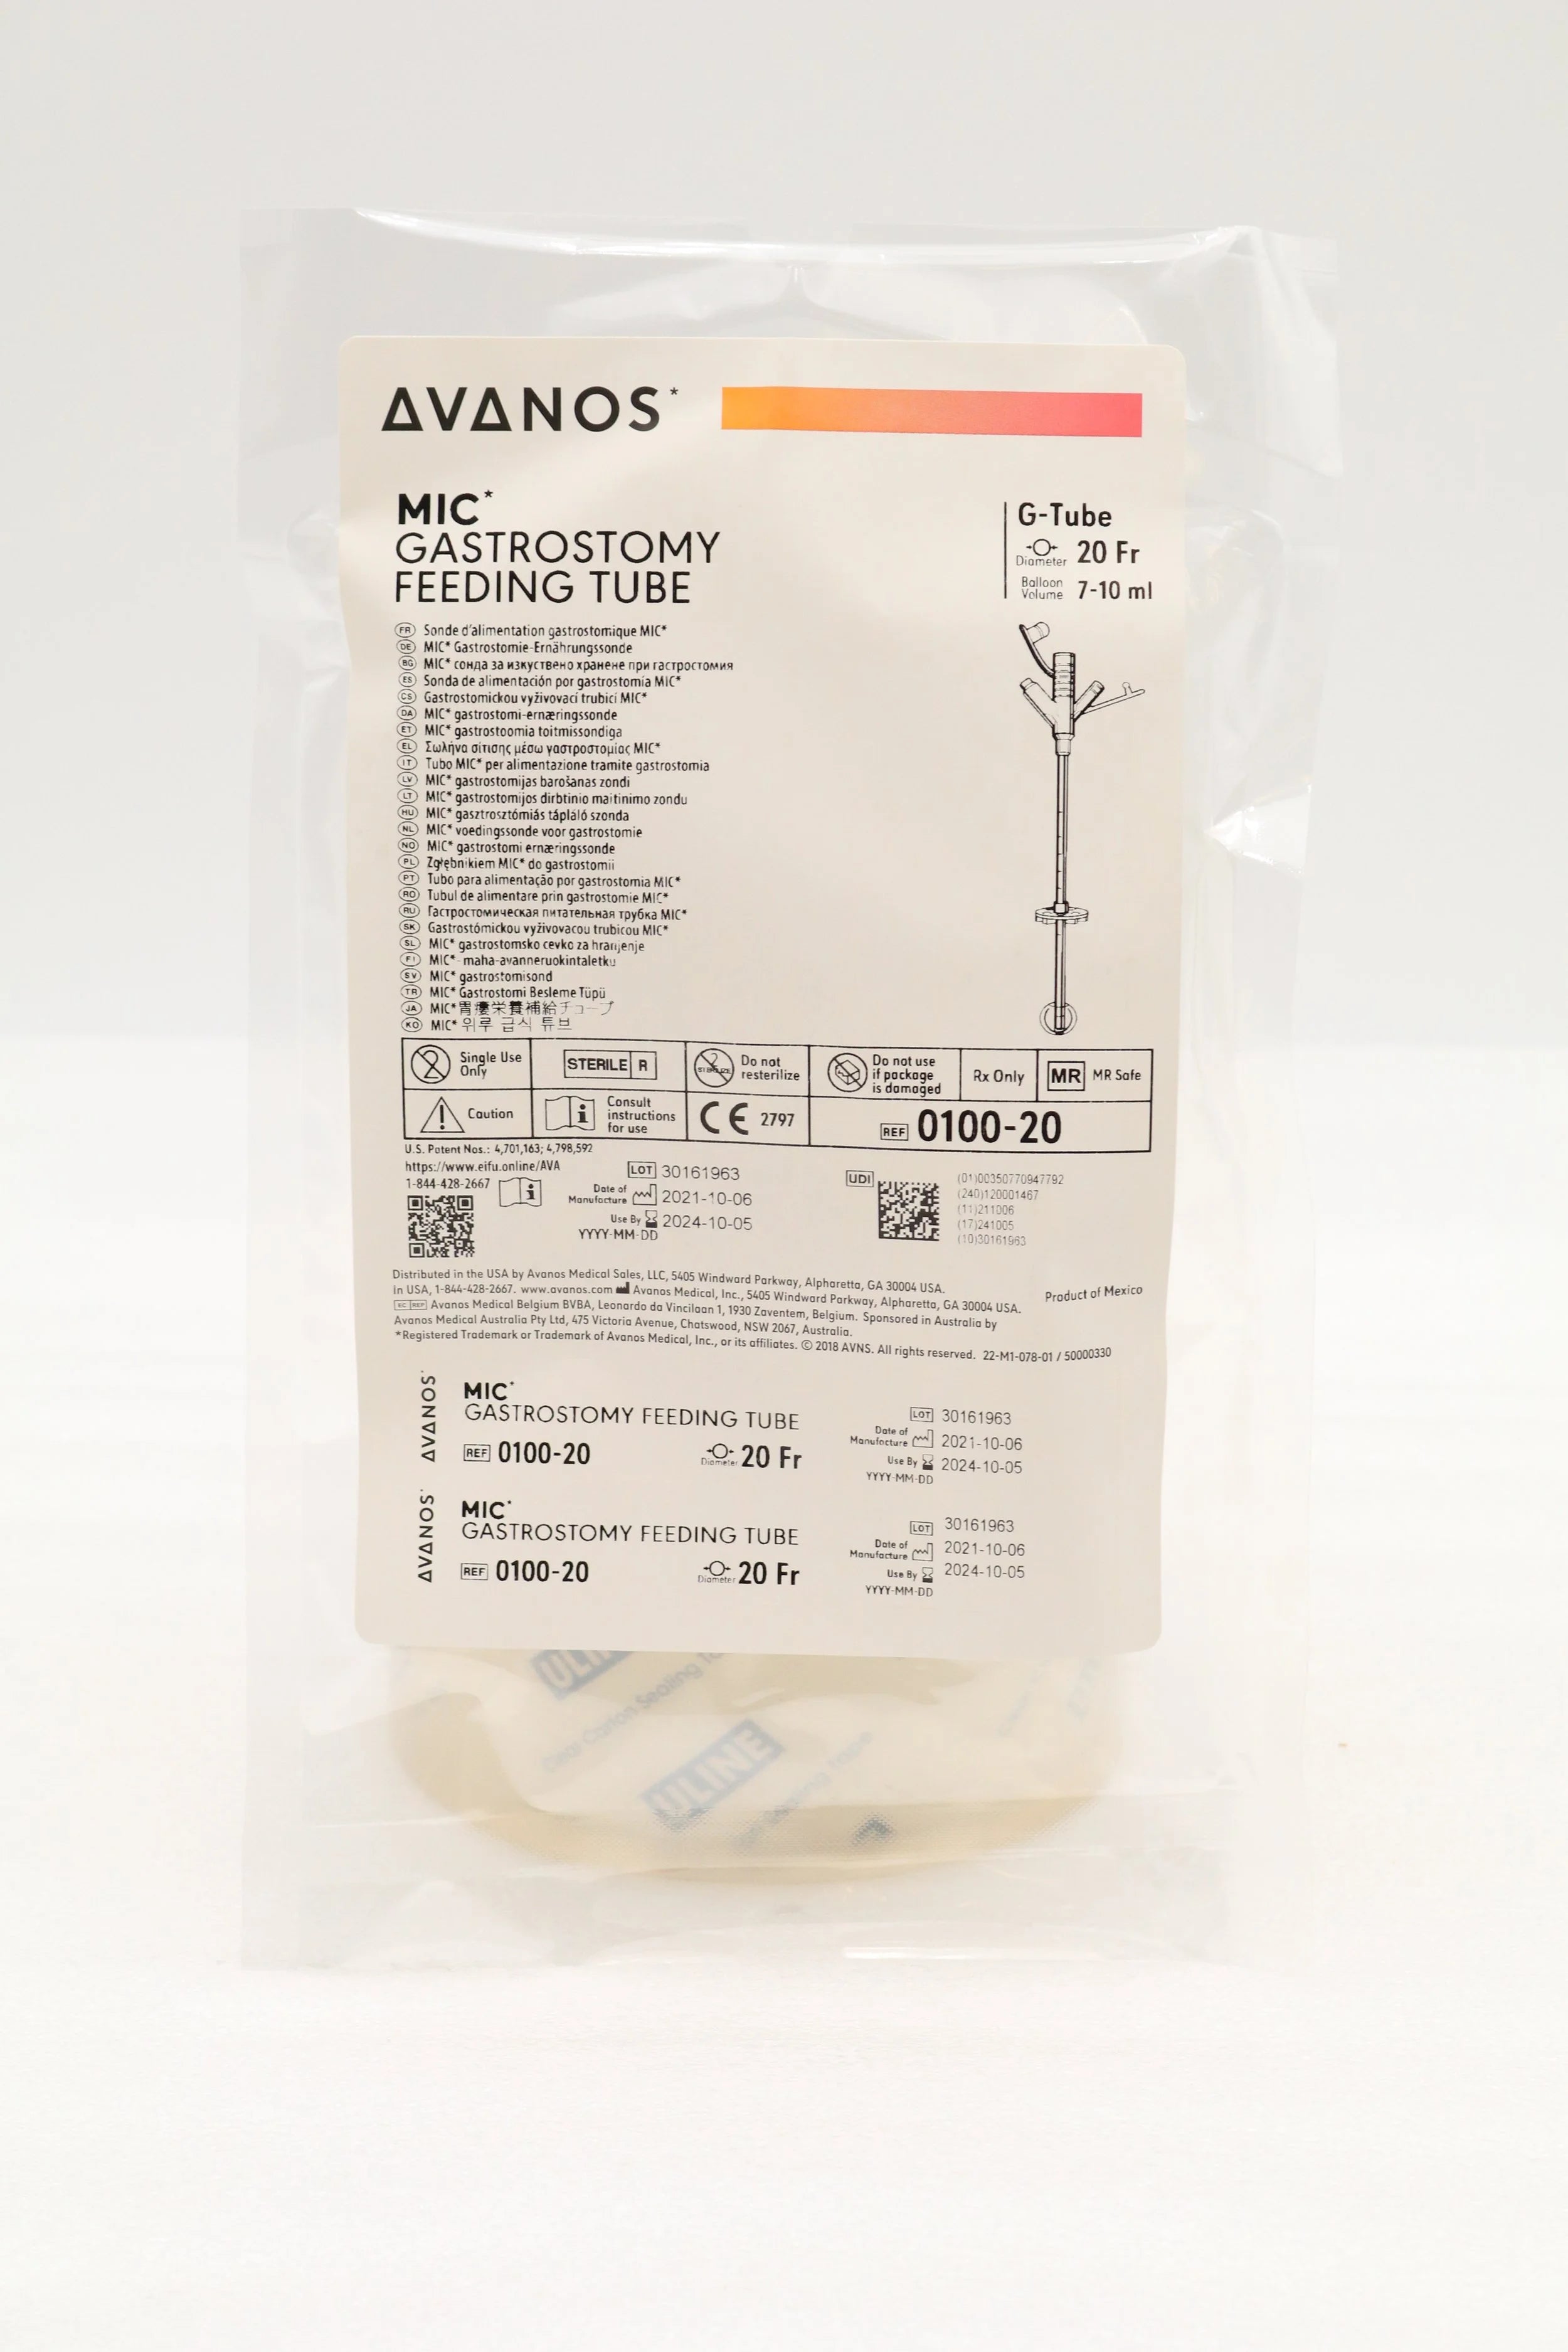 AVANOS*
MIC*
GASTROSTOMY
FEEDING TUBE
G-Tube
Diameter 20 Fr
Balloon Volume 7-10 ml
FR Sonde d'alimentation gastrostomique MIC*
DE MIC* Gastrostomie-Ernährungssonde
BG MIC* сонда за изкуствено хранене при гастростомия
ES Sonda de alimentación por gastrostomia MIC*
CS Gastrostomickou vyživovací trubicí MIC*
DA MIC* gastrostomi-ernæringssonde
ET MIC* gastrostoomia toitmissondiga
EL Σωλήνα σίτισης μέσω γαστροστομίας MIC*
IT Tubo MIC* per alimentazione tramite gastrostomia
LV MIC* gastrostomijas barošanas zondi
LT MIC* gastrostomijos dirbtinio maitinimo zondu
HU MIC* gasztrosztómiás tápláló szonda
NL MIC* voedingssonde voor gastrostomie
NO MIC* gastrostomi ernæringssonde
PL Zgłębnikiem MIC* do gastrostomii
PT Tubo para alimentação por gastrostomia MIC*
RO Tubul de alimentare prin gastrostomie MIC*
RU Гастростомическая питательная трубка MIC*
SK Gastrostómickou vyživovacou trubicou MIC*
SL MIC* gastrostomsko cevko za hranjenje
FI MIC* -maha-avanneruokintaletku
SV MIC* gastrostomisond
TR MIC* Gastrostomi Besleme Tüpü
JA MIC* 胃瘻栄養補給チューブ
KO MIC* 위루 급식 튜브
Single Use Only
STERILE R
Do not resterilize
Do not use if package is damaged
Rx Only
MR MR Safe
Caution
Consult instructions for use
CE 2797
REF 0100-20
U.S. Patent Nos.: 4,701,163; 4,798,592
https://www.eifu.online/AVA
1-844-428-2667
LOT 30161963
Date of Manufacture 2021-10-06
Use By 2024-10-05
YYYY-MM-DD
UDI
(01)00350770947792
(240)120001467
(11)211006
(17)241005
(10)30161963
Distributed in the USA by Avanos Medical Sales, LLC, 5405 Windward Parkway, Alpharetta, GA 30004 USA.
In USA, 1-844-428-2667. www.avanos.com Avanos Medical, Inc., 5405 Windward Parkway, Alpharetta, GA 30004 USA.
EC REP Avanos Medical Belgium BVBA, Leonardo da Vincilaan 1, 1930 Zaventem, Belgium. Sponsored in Australia by
Avanos Medical Australia Pty Ltd, 475 Victoria Avenue, Chatswood, NSW 2067, Australia.
*Registered Trademark or Trademark of Avanos Medical, Inc., or its affiliates. © 2018 AVNS. All rights reserved. 22-M1-078-01 / 50000330
Product of Mexico
AVANOS*
MIC*
GASTROSTOMY FEEDING TUBE
REF 0100-20
Diameter 20 Fr
LOT 30161963
Date of Manufacture 2021-10-06
Use By 2024-10-05
YYYY-MM-DD
AVANOS*
MIC*
GASTROSTOMY FEEDING TUBE
REF 0100-20
Diameter 20 Fr
LOT 30161963
Date of Manufacture 2021-10-06
Use By 2024-10-05
YYYY-MM-DD
Clear Carton Sealing
ULINE